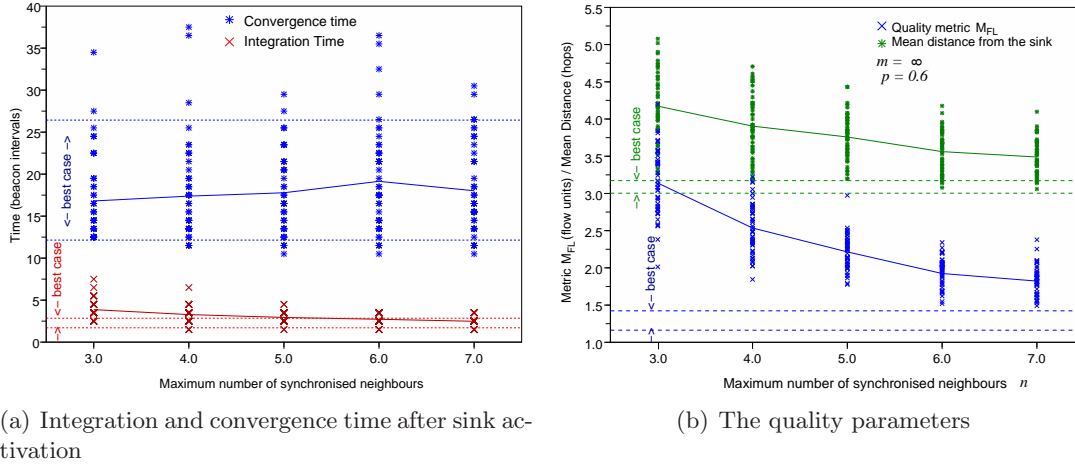 (a)
40
35
30
25
20
15
10
5
0
Time (beacon intervals)
Convergence time
Integration Time
<-- best case -->
--> <-- best case
3.0
4.0
5.0
6.0
7.0
Maximum number of synchronised neighbours
(b)
5.5
5.0
4.5
4.0
3.5
3.0
2.5
2.0
1.5
1.0
Metric M_FL (flow units) / Mean Distance (hops)
Quality metric M_FL
Mean distance from the sink
m = ∞
p = 0.6
--> <-- best case
--> <-- best case
3.0
4.0
5.0
6.0
7.0
Maximum number of synchronised neighbours n
(a) Integration and convergence time after sink ac-
tivation
(b) The quality parameters